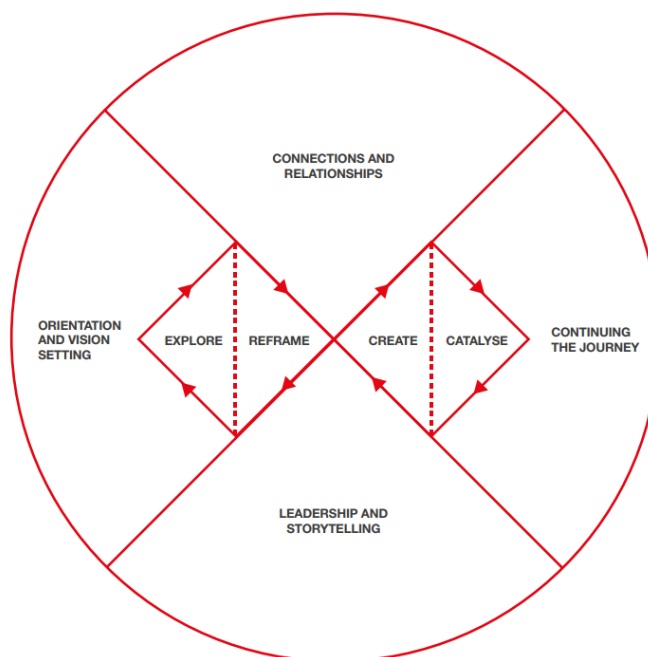 CONNECTIONS AND
RELATIONSHIPS
ORIENTATION
AND VISION
SETTING
EXPLORE
REFRAME
CREATE
CATALYSE
CONTINUING
THE JOURNEY
LEADERSHIP AND
STORYTELLING